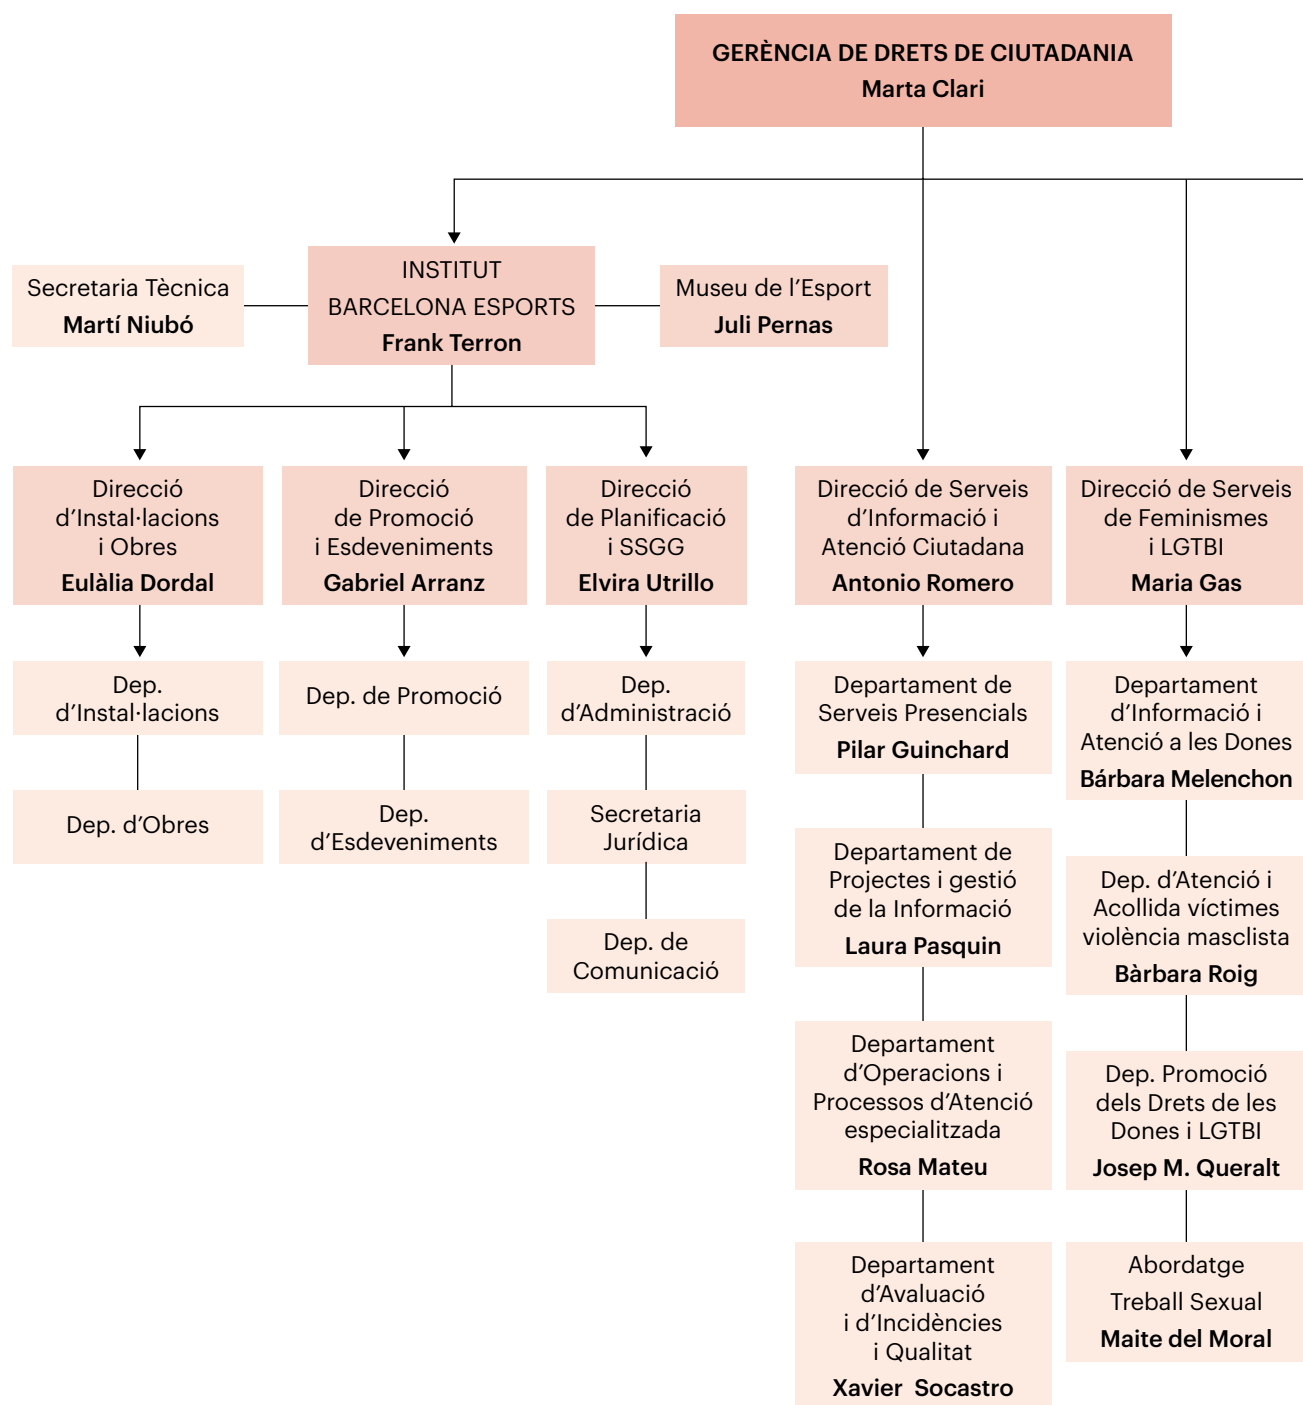 GERÈNCIA DE DRETS DE CIUTADANIA
Marta Clari
Secretaria Tècnica
Martí Niubó
INSTITUT
BARCELONA ESPORTS
Frank Terron
Museu de l’Esport
Juli Pernas
Direcció
d’Instal·lacions
i Obres
Eulàlia Dordal
Direcció
de Promoció
i Esdeveniments
Gabriel Arranz
Direcció
de Planificació
i SSGG
Elvira Utrillo
Direcció de Serveis
d’Informació i
Atenció Ciutadana
Antonio Romero
Direcció de Serveis
de Feminismes
i LGTBI
Maria Gas
Dep.
d’Instal·lacions
Dep. d’Obres
Dep. de Promoció
Dep.
d’Esdeveniments
Dep.
d’Administració
Secretaria
Jurídica
Dep. de
Comunicació
Departament de
Serveis Presencials
Pilar Guinchard
Departament de
Projectes i gestió
de la Informació
Laura Pasquin
Departament
d’Operacions i
Processos d’Atenció
especialitzada
Rosa Mateu
Departament
d’Avaluació
i d’Incidències
i Qualitat
Xavier  Socastro
Departament
d’Informació i
Atenció a les Dones
Bárbara Melenchon
Dep. d’Atenció i
Acollida víctimes
violència masclista
Bàrbara Roig
Dep. Promoció
dels Drets de les
Dones i LGTBI
Josep M. Queralt
Abordatge
Treball Sexual
Maite del Moral